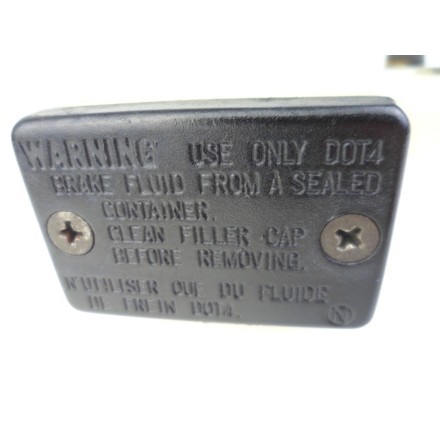 WARNING USE ONLY DOT4
BRAKE FLUID FROM A SEALED
CONTAINER.
CLEAN FILLER CAP
BEFORE REMOVING.
N'UTILISER QUE DU FLUIDE
DE FREIN DOT4.
N